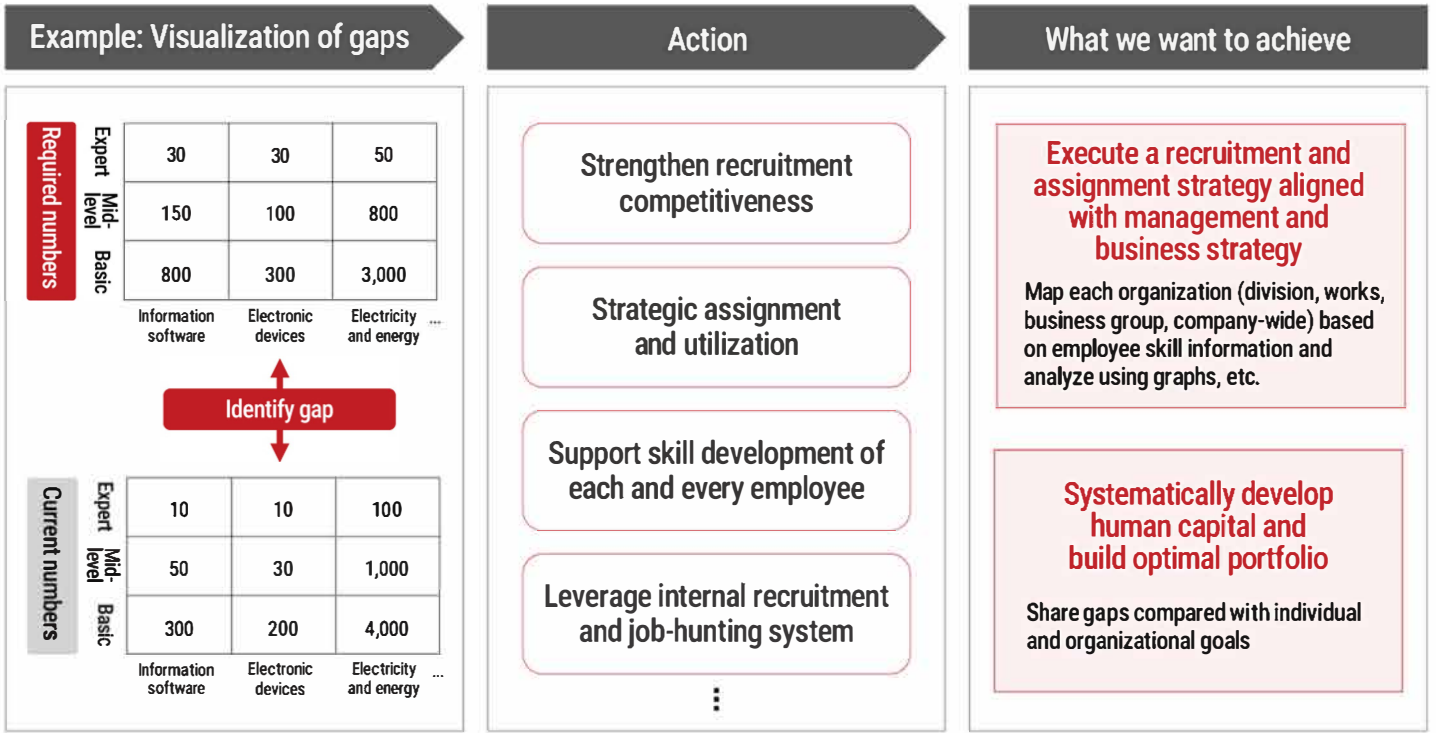 Example: Visualization of gaps
Required numbers
Expert
30 30 50
Mid-
level
150 100 800
Basic
800 300 3,000
Information
software
Electronic
devices
Electricity
and energy
...
Identify gap
Current numbers
Expert
10 10 100
Mid-
level
50 30 1,000
Basic
300 200 4,000
Information
software
Electronic
devices
Electricity
and energy
...
Action
Strengthen recruitment
competitiveness
Strategic assignment
and utilization
Support skill development of
each and every employee
Leverage internal recruitment
and job-hunting system
⋮
What we want to achieve
Execute a recruitment and
assignment strategy aligned
with management and
business strategy
Map each organization (division, works,
business group, company-wide) based
on employee skill information and
analyze using graphs, etc.
Systematically develop
human capital and
build optimal portfolio
Share gaps compared with individual
and organizational goals